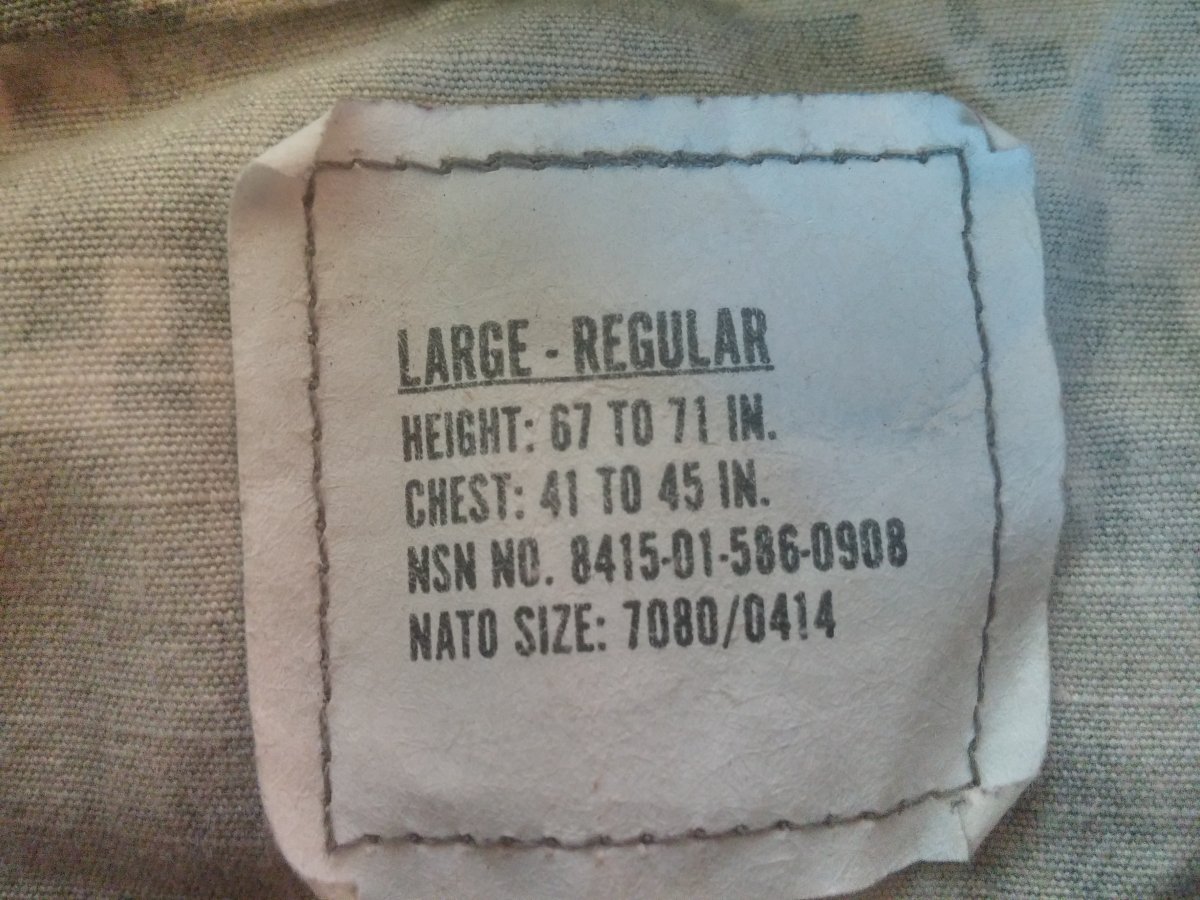 LARGE - REGULAR
HEIGHT: 67 TO 71 IN.
CHEST: 41 TO 45 IN.
NSN NO. 8415-01-586-0908
NATO SIZE: 7080/0414